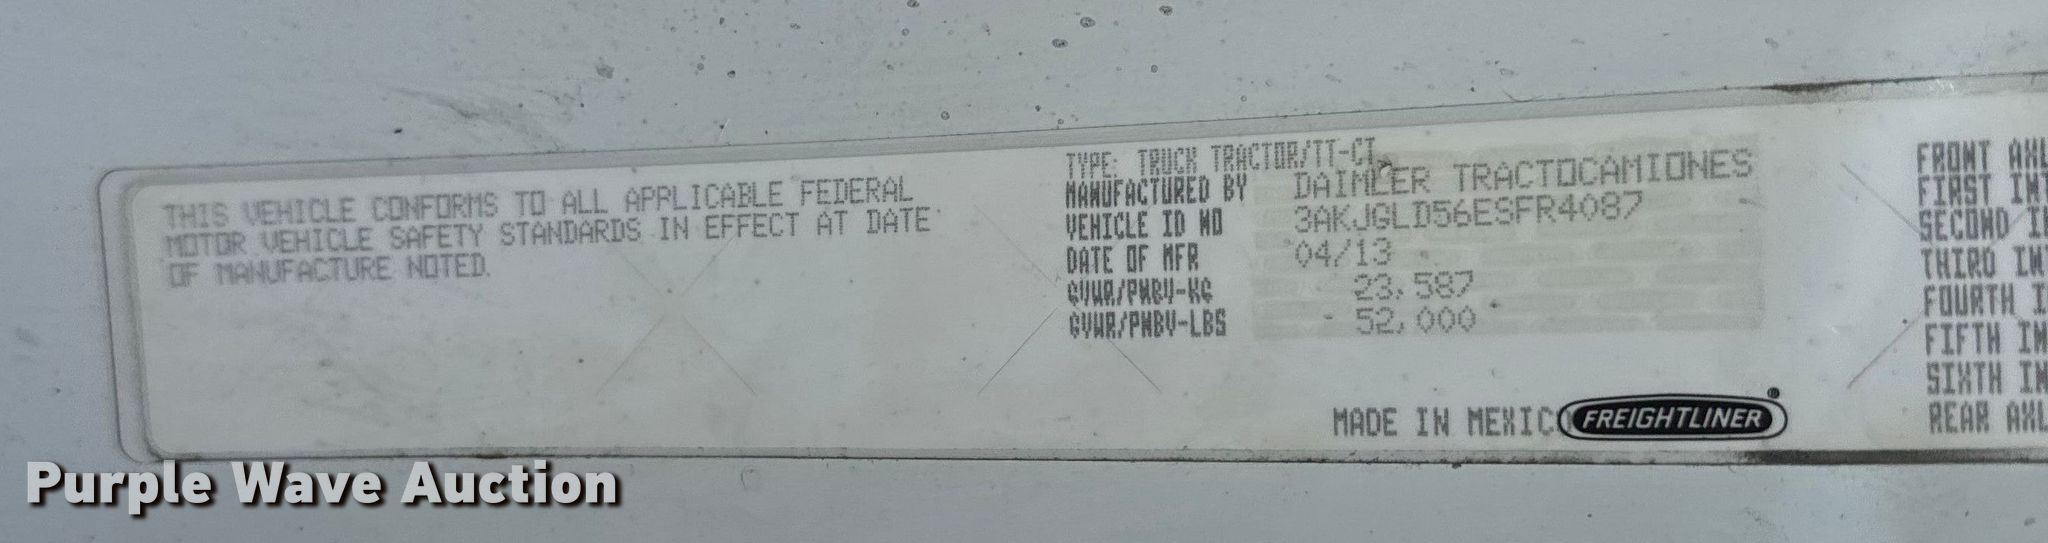 THIS VEHICLE CONFORMS TO ALL APPLICABLE FEDERAL
MOTOR VEHICLE SAFETY STANDARDS IN EFFECT AT DATE
OF MANUFACTURE NOTED.
TYPE: TRUCK TRACTOR/TT-CT
MANUFACTURED BY DAIMLER TRACTOCAMIONES
VEHICLE ID NO 3AKJGLD56ESFR4087
DATE OF MFR 04/13
GVWR/PNBV-KG 23,587
GVWR/PNBV-LBS 52,000
MADE IN MEXICO FREIGHTLINER
FRONT AXL
FIRST INT
SECOND IN
THIRD INT
FOURTH I
FIFTH IN
SIXTH IN
REAR AXL
Purple Wave Auction